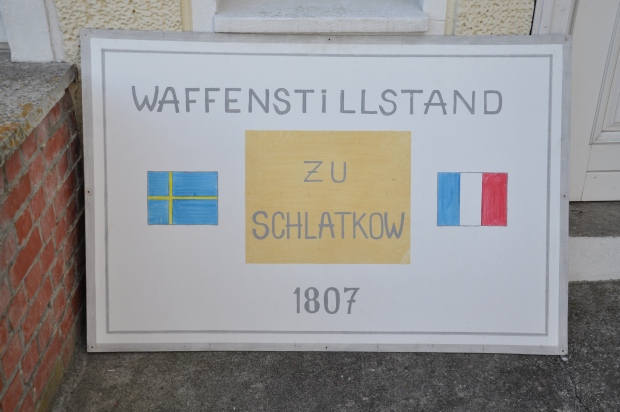 WAFFENSTiLLSTAND
ZU
SCHLATKOW
1807